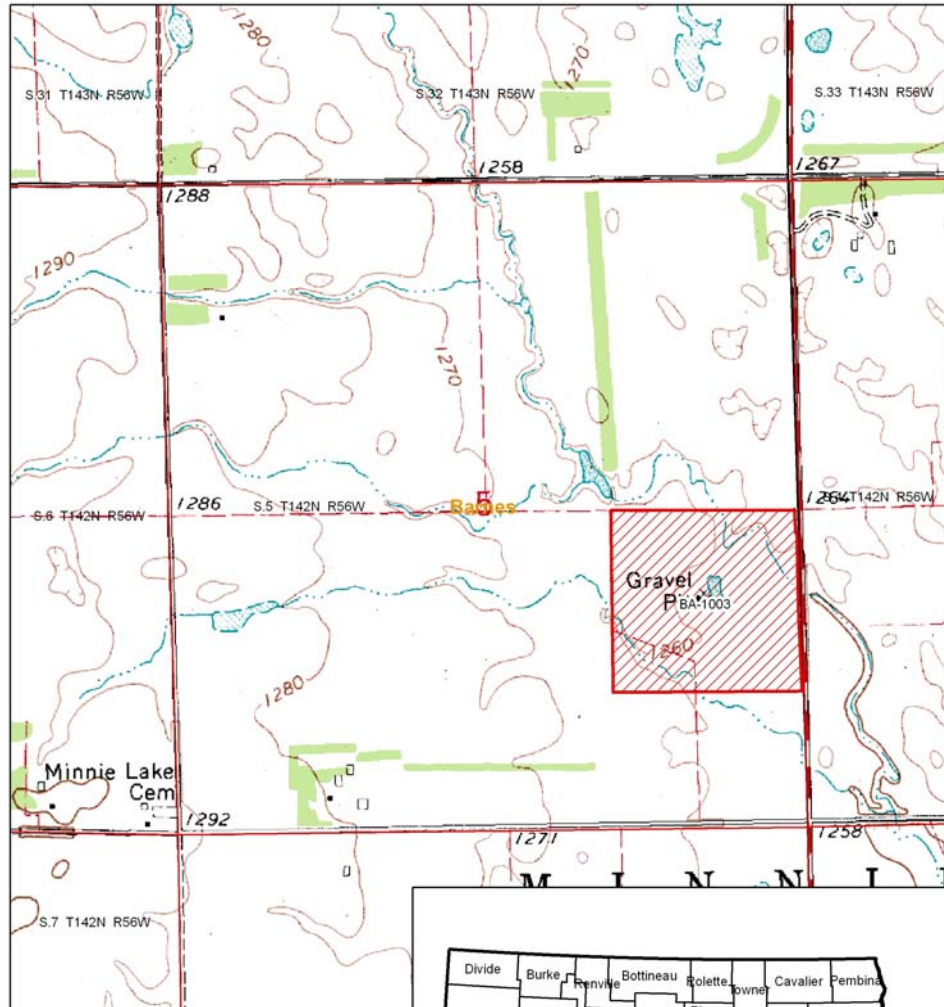 1280
1270
S.31 T143N R56W
S.32 T143N R56W
S.33 T143N R56W
1258
1267
1288
1290
1270
1286
S.5 T142N R56W
Barnes
S.6 T142N R56W
T142N R56W
Gravel
BA-1003
1260
1280
Minnie Lake
Cem
1292
1271
1258
M I N N I
S.7 T142N R56W
Divide
Burke
Renville
Bottineau
Rolette
Towner
Cavalier
Pembina